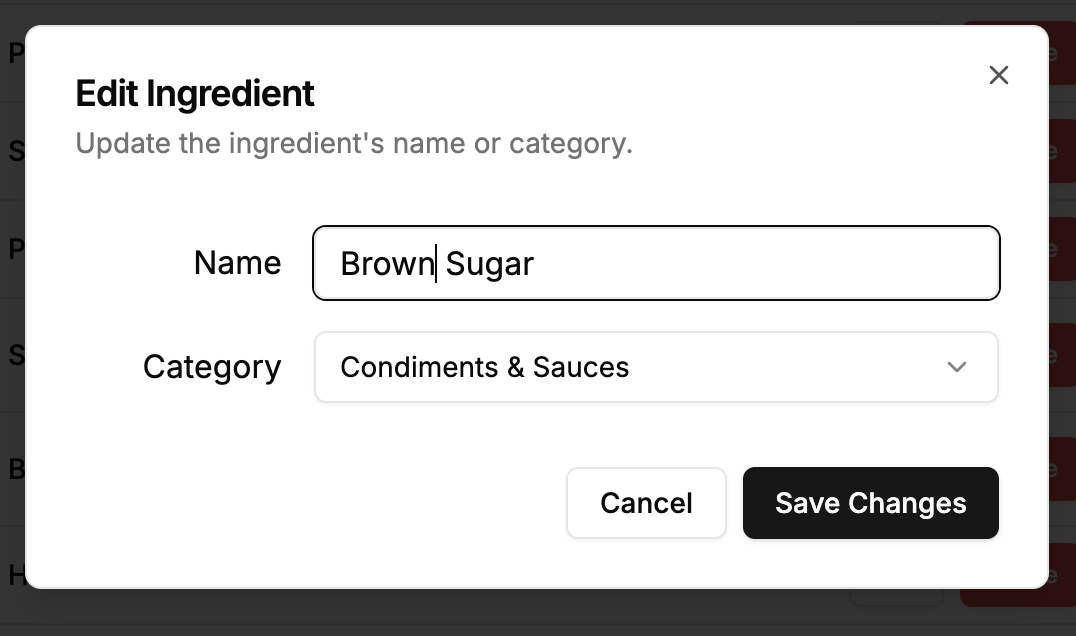 Edit Ingredient
Update the ingredient's name or category.
Name
Brown Sugar
Category
Condiments & Sauces
Cancel
Save Changes